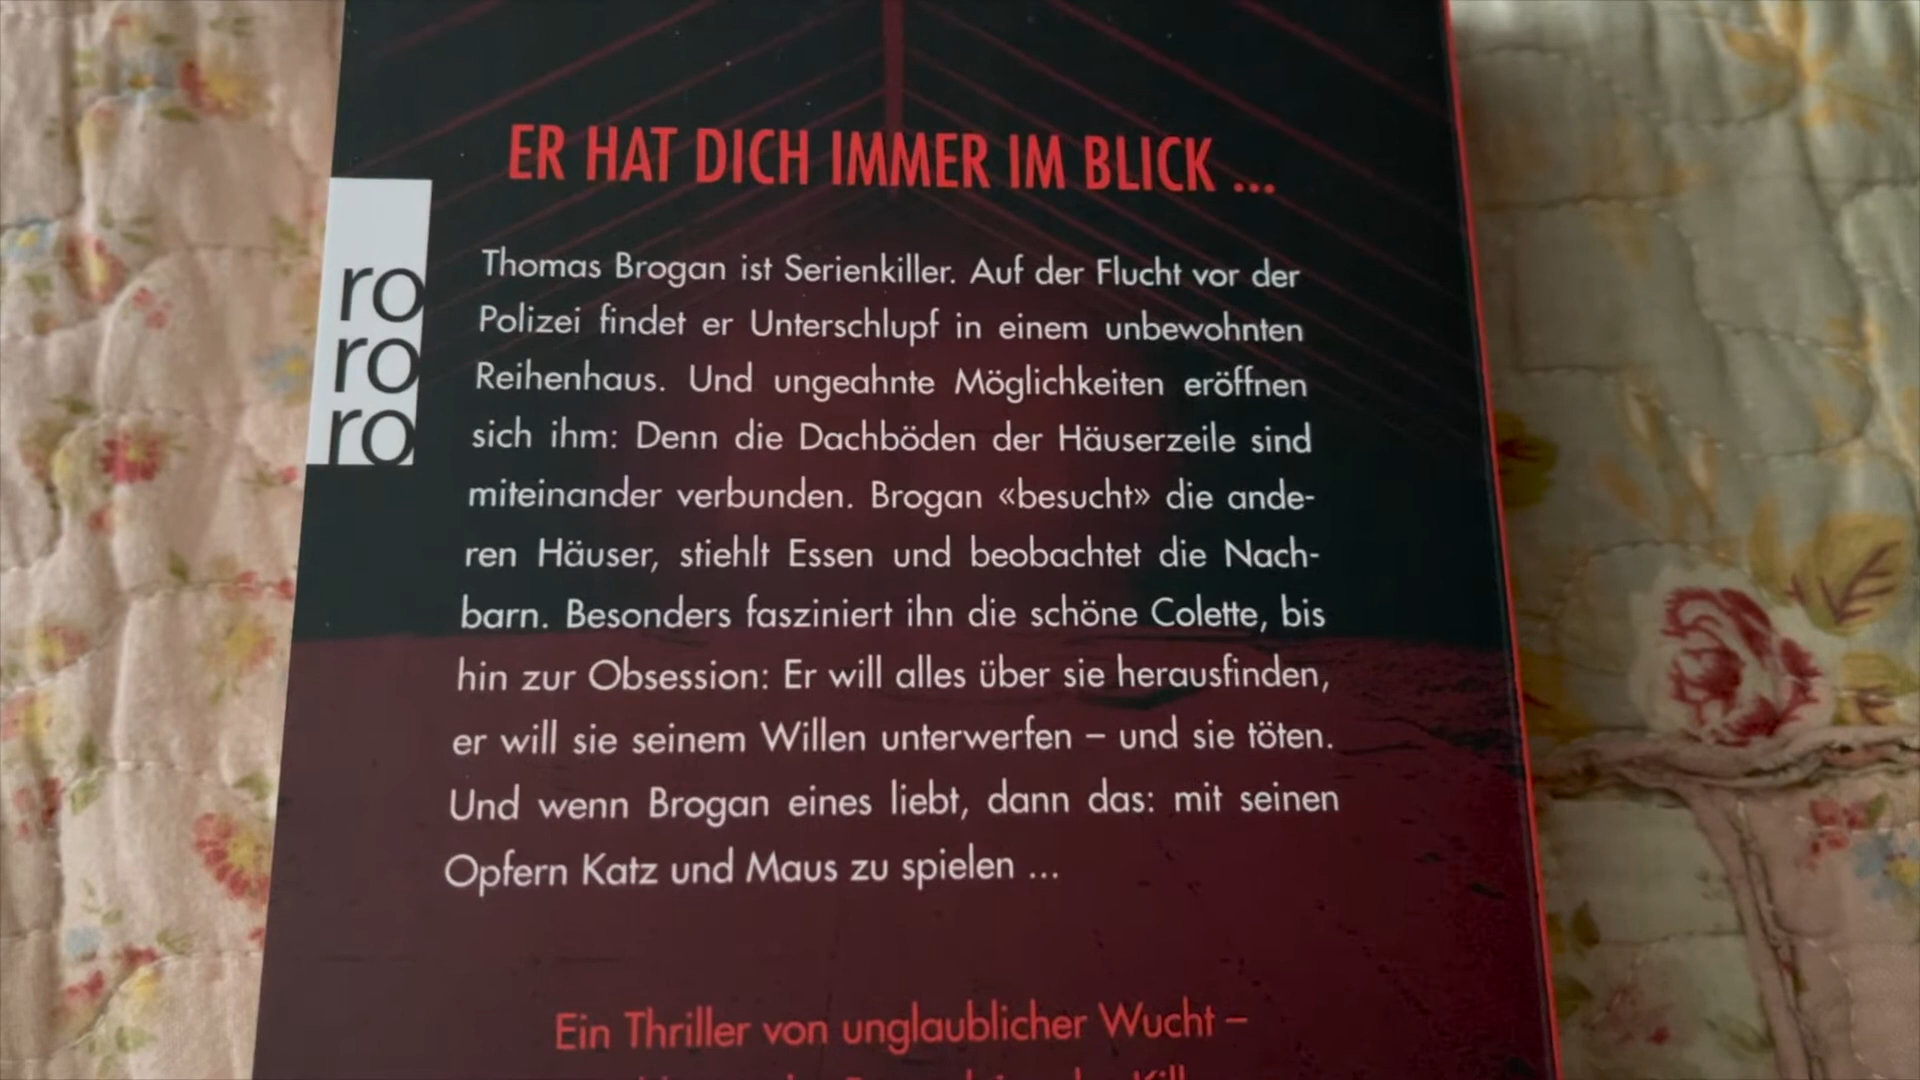 ER HAT DICH IMMER IM BLICK ...
ro
ro
ro
Thomas Brogan ist Serienkiller. Auf der Flucht vor der
Polizei findet er Unterschlupf in einem unbewohnten
Reihenhaus. Und ungeahnte Möglichkeiten eröffnen
sich ihm: Denn die Dachböden der Häuserzeile sind
miteinander verbunden. Brogan «besucht» die ande-
ren Häuser, stiehlt Essen und beobachtet die Nach-
barn. Besonders fasziniert ihn die schöne Colette, bis
hin zur Obsession: Er will alles über sie herausfinden,
er will sie seinem Willen unterwerfen – und sie töten.
Und wenn Brogan eines liebt, dann das: mit seinen
Opfern Katz und Maus zu spielen ...
Ein Thriller von unglaublicher Wucht –